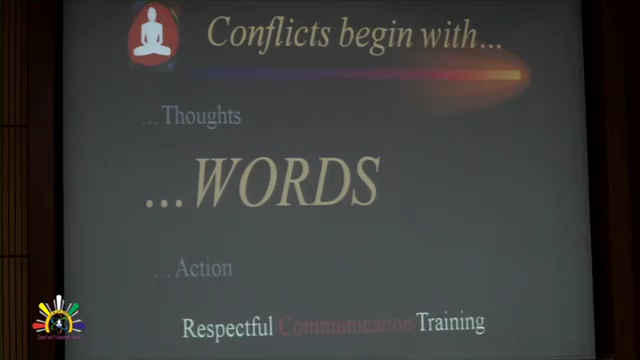 Conflicts begin with...
...Thoughts
...WORDS
...Action
Respectful Communication Training